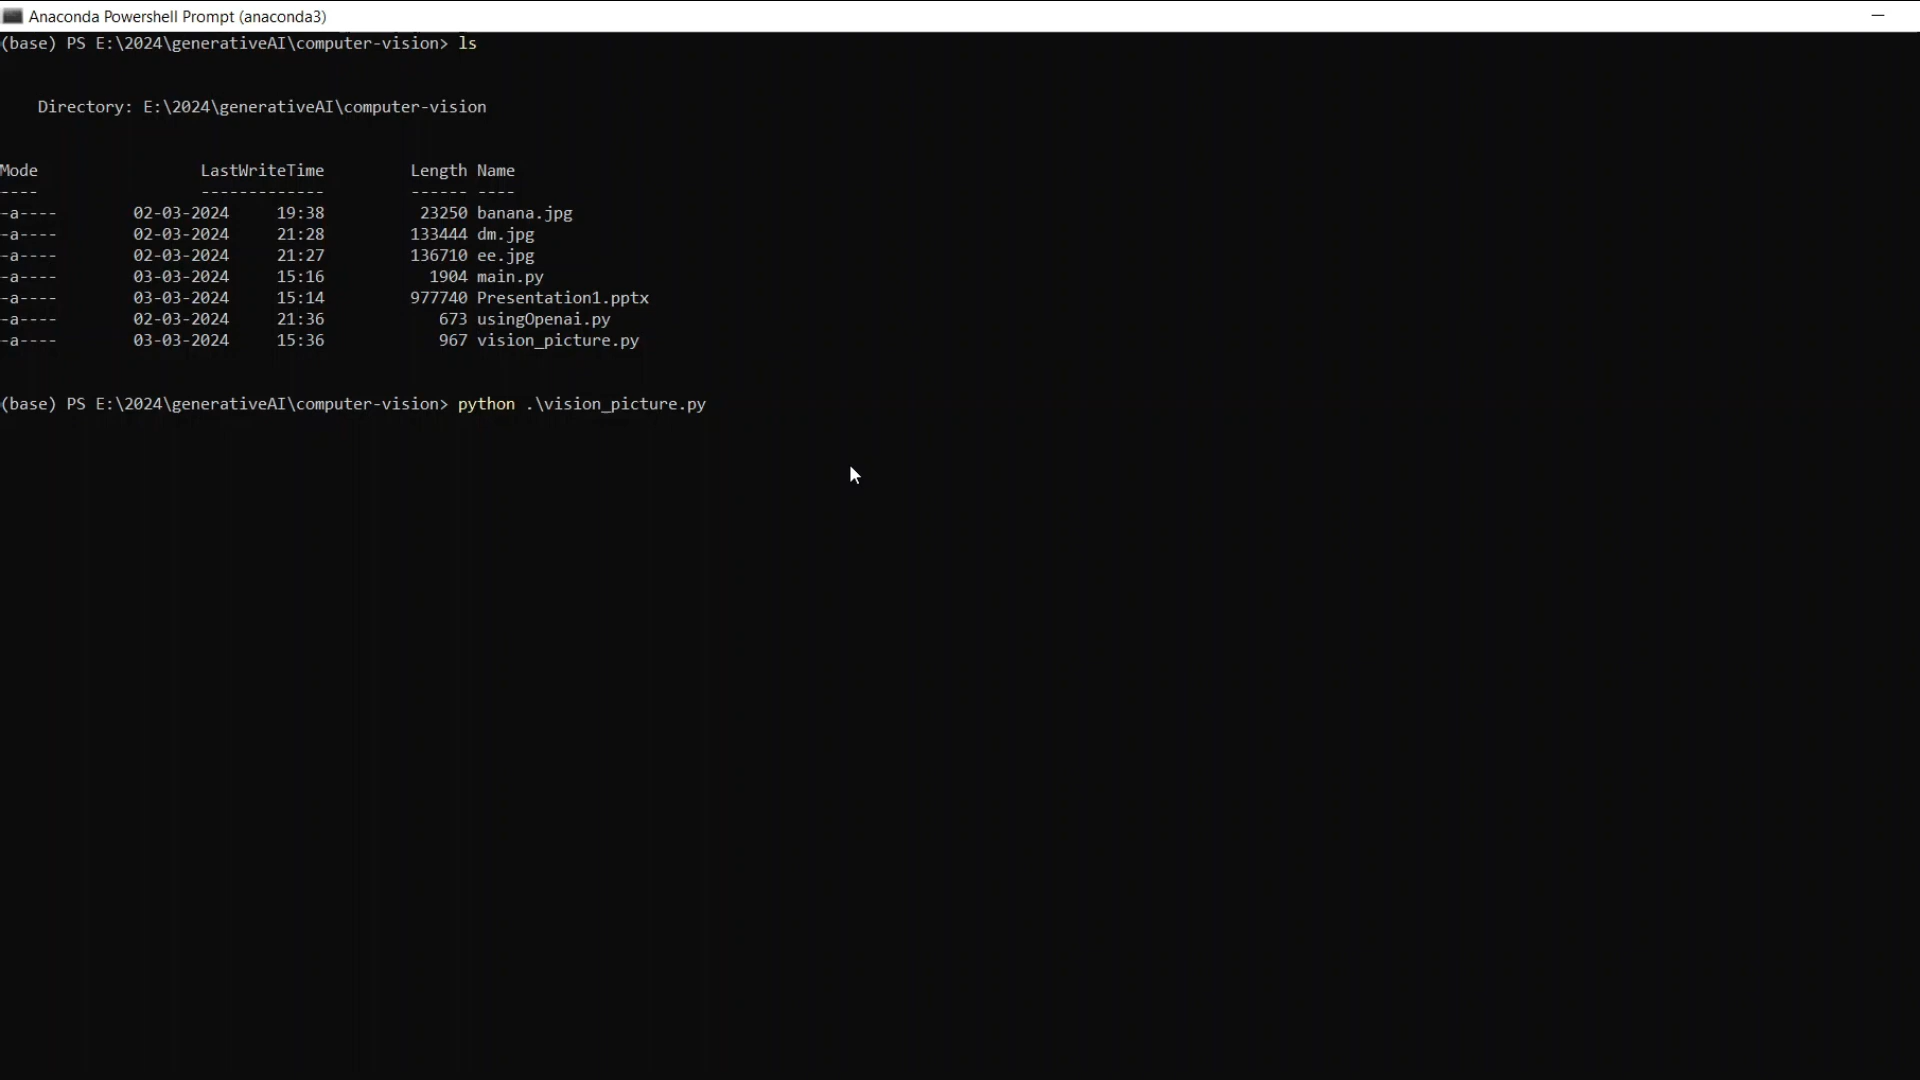 Anaconda Powershell Prompt (anaconda3)
(base) PS E:\2024\generativeAI\computer-vision> ls
Directory: E:\2024\generativeAI\computer-vision
Mode LastWriteTime Length Name
---- ------------- ------ ----
-a---- 02-03-2024 19:38 23250 banana.jpg
-a---- 02-03-2024 21:28 133444 dm.jpg
-a---- 02-03-2024 21:27 136710 ee.jpg
-a---- 03-03-2024 15:16 1904 main.py
-a---- 03-03-2024 15:14 977740 Presentation1.pptx
-a---- 02-03-2024 21:36 673 usingOpenai.py
-a---- 03-03-2024 15:36 967 vision_picture.py
(base) PS E:\2024\generativeAI\computer-vision> python .\vision_picture.py